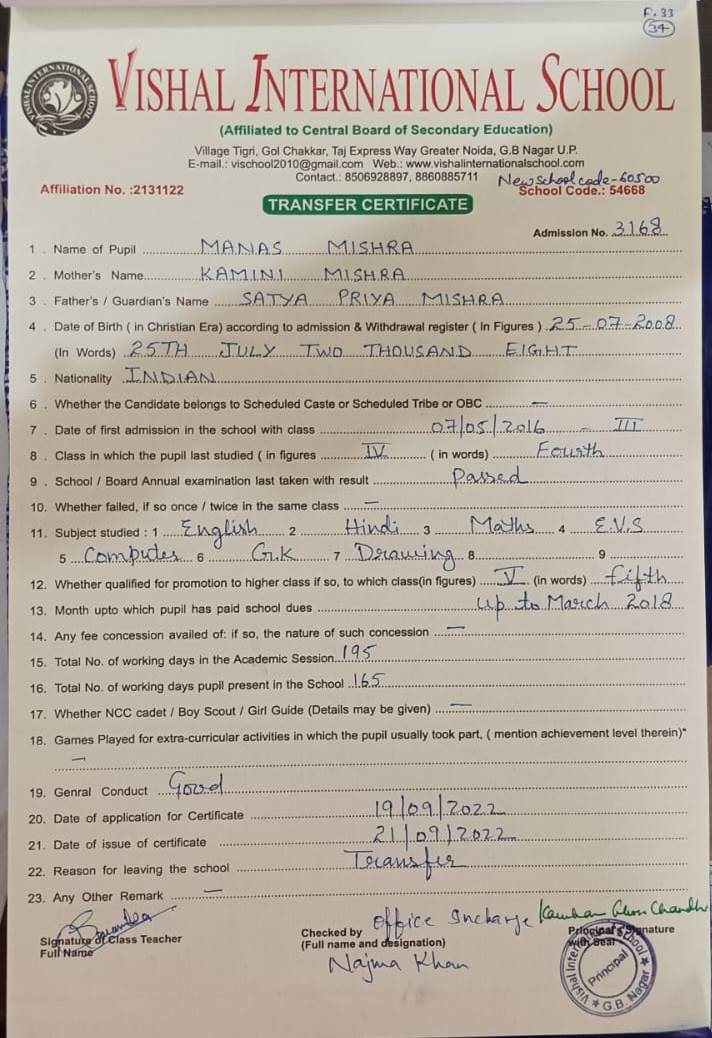 P. 33
34
VISHAL INTERNATIONAL SCHOOL
(Affiliated to Central Board of Secondary Education)
Village Tigri, Gol Chakkar, Taj Express Way Greater Noida, G.B Nagar U.P.
E-mail.: vischool2010@gmail.com Web.: www.vishalinternationalschool.com
Contact.: 8506928897, 8860885711 New School code-60500
Affiliation No. :2131122 School Code.: 54668
TRANSFER CERTIFICATE
Admission No. 3168
1 . Name of Pupil MANAS MISHRA
2 . Mother's Name KAMINI MISHRA
3 . Father's / Guardian's Name SATYA PRIYA MISHRA
4 . Date of Birth ( in Christian Era) according to admission & Withdrawal register ( In Figures ) 25-07-2008
(In Words) 25TH JULY TWO THOUSAND EIGHT
5 . Nationality INDIAN
6 . Whether the Candidate belongs to Scheduled Caste or Scheduled Tribe or OBC —
7 . Date of first admission in the school with class 07/05/2016 - III
8 . Class in which the pupil last studied ( in figures IV ( in words) Fourth
9 . School / Board Annual examination last taken with result Passed
10. Whether failed, if so once / twice in the same class —
11. Subject studied : 1 English 2 Hindi 3 Maths 4 E.V.S
5 Computer 6 G.K 7 Drawing 8 9
12. Whether qualified for promotion to higher class if so, to which class(in figures) V (in words) fifth
13. Month upto which pupil has paid school dues up to March 2018
14. Any fee concession availed of: if so, the nature of such concession —
15. Total No. of working days in the Academic Session 195
16. Total No. of working days pupil present in the School 165
17. Whether NCC cadet / Boy Scout / Girl Guide (Details may be given) —
18. Games Played for extra-curricular activities in which the pupil usually took part, ( mention achievement level therein)*
—
19. Genral Conduct Good
20. Date of application for Certificate 19/09/2022
21. Date of issue of certificate 21/09/2022
22. Reason for leaving the school Transfer
23. Any Other Remark —
Signature of Class Teacher
Full Name
Checked by Office Incharge
(Full name and designation)
Najma Khan
Principal's Signature
with Seal
Principal
G.B. Nagar